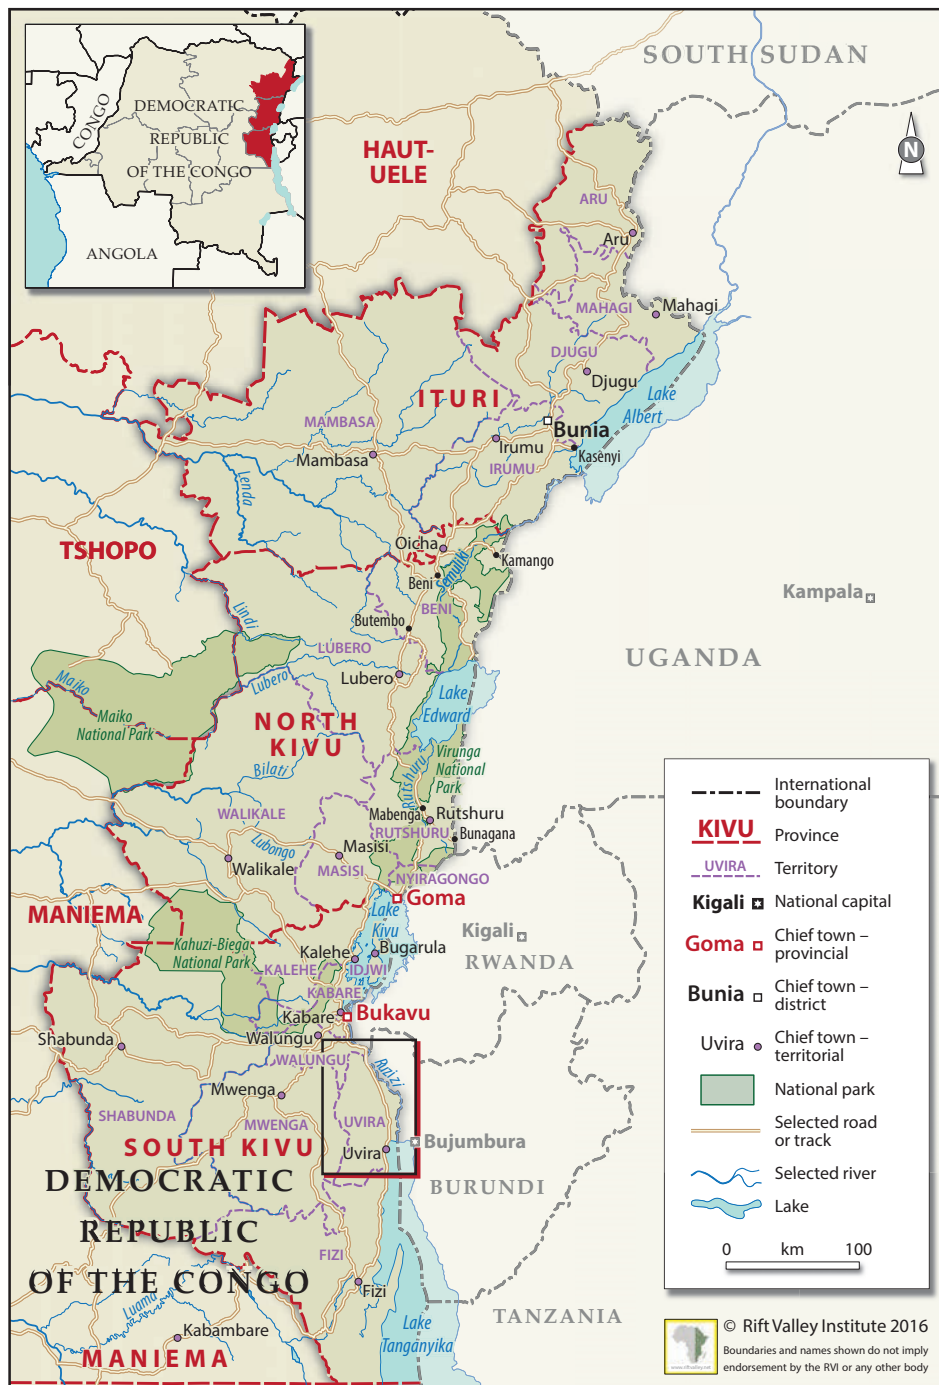 SOUTH SUDAN
DEMOCRATIC
REPUBLIC
OF THE CONGO
CONGO
ANGOLA
N
HAUT-
UELE
ARU
Aru
MAHAGI
Mahagi
DJUGU
Djugu
Lake
Albert
ITURI
MAMBASA
Mambasa
Bunia
Irumu
IRUMU
Kasenyi
Lenda
TSHOPO
Oicha
Kamango
Semuliki
Beni
BENI
Kampala
Lindi
Butembo
LUBERO
Lubero
UGANDA
Maiko
Maiko
National Park
Lubero
Lake
Edward
NORTH
KIVU
Bilati
Rutshuru
Virunga
National
Park
WALIKALE
Mabenga
Rutshuru
RUTSHURU
Bunagana
Lubongo
Masisi
Walikale
MASISI
NYIRAGONGO
Goma
MANIEMA
Lake
Kivu
Kigali
RWANDA
Kahuzi-Biega
National Park
Kalehe
Bugarula
KALEHE
IDJWI
KABARE
Kabare
Bukavu
Shabunda
Walungu
WALUNGU
Ruizi
Mwenga
SHABUNDA
MWENGA
UVIRA
Uvira
Bujumbura
SOUTH KIVU
DEMOCRATIC
REPUBLIC
OF THE CONGO
BURUNDI
FIZI
Fizi
Luama
Kabambare
MANIEMA
Lake
Tanganyika
TANZANIA
International
boundary
KIVU Province
UVIRA Territory
Kigali National capital
Goma Chief town –
provincial
Bunia Chief town –
district
Uvira Chief town –
territorial
National park
Selected road
or track
Selected river
Lake
0 km 100
www.riftvalley.net
© Rift Valley Institute 2016
Boundaries and names shown do not imply
endorsement by the RVI or any other body